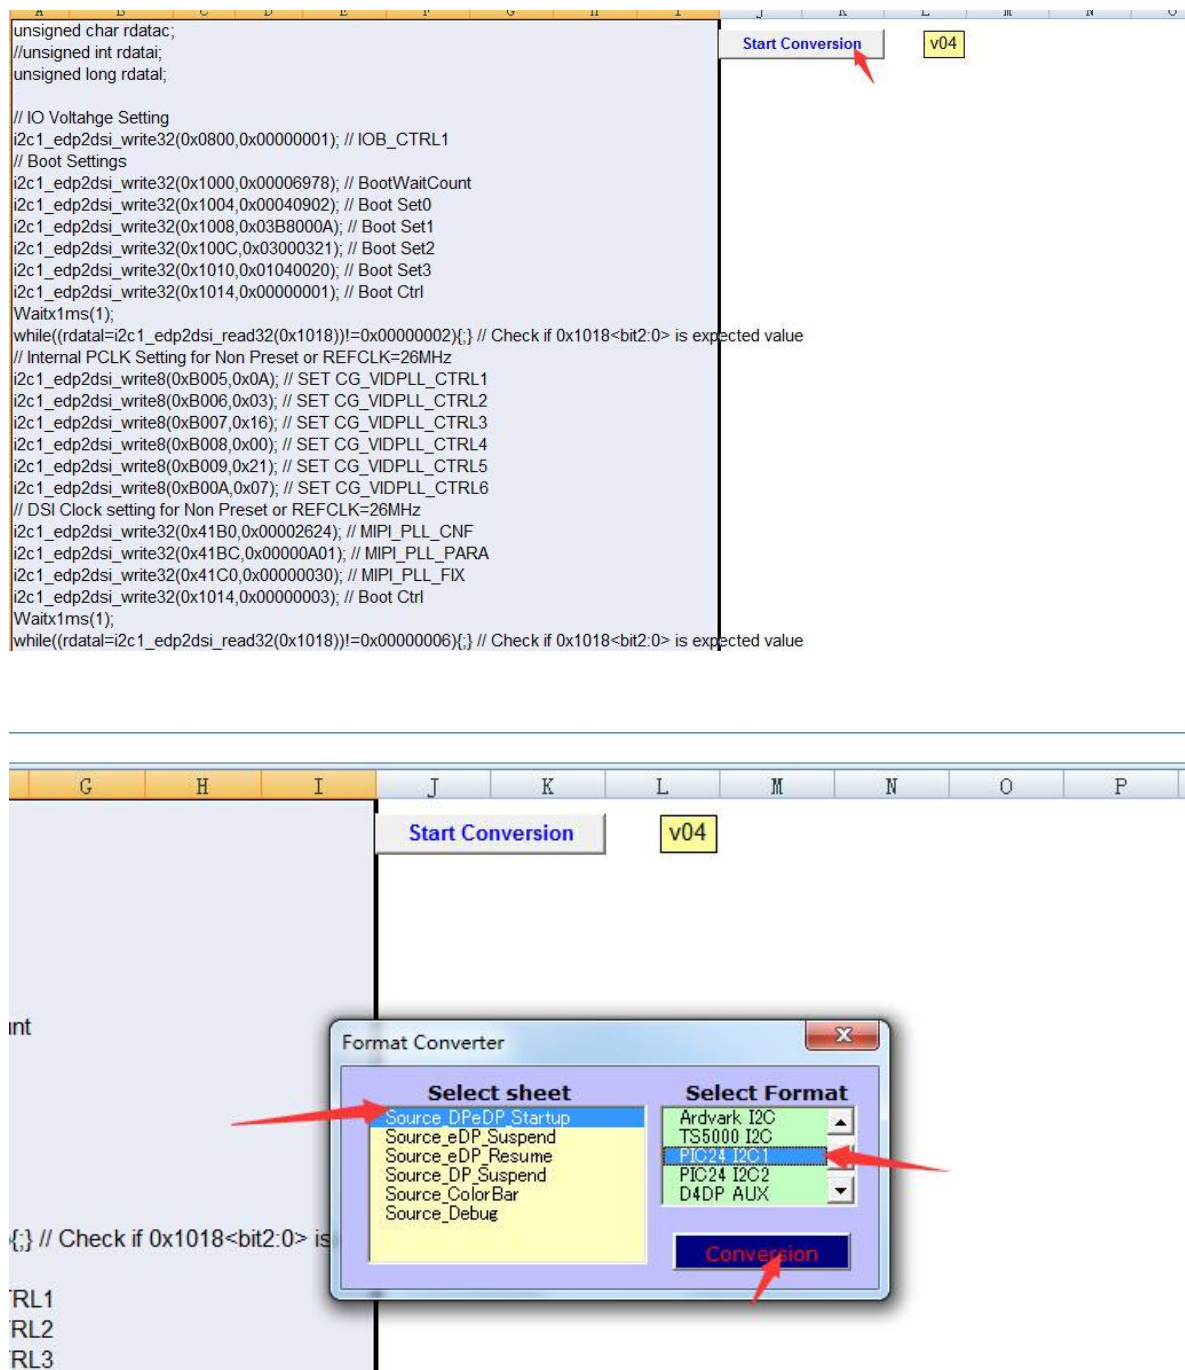 A B C D E F G H I J K L M N O
unsigned char rdatac;
//unsigned int rdatai;
unsigned long rdatal;
Start Conversion
v04
// IO Voltahge Setting
i2c1_edp2dsi_write32(0x0800,0x00000001); // IOB_CTRL1
// Boot Settings
i2c1_edp2dsi_write32(0x1000,0x00006978); // BootWaitCount
i2c1_edp2dsi_write32(0x1004,0x00040902); // Boot Set0
i2c1_edp2dsi_write32(0x1008,0x03B8000A); // Boot Set1
i2c1_edp2dsi_write32(0x100C,0x03000321); // Boot Set2
i2c1_edp2dsi_write32(0x1010,0x01040020); // Boot Set3
i2c1_edp2dsi_write32(0x1014,0x00000001); // Boot Ctrl
Waitx1ms(1);
while((rdatal=i2c1_edp2dsi_read32(0x1018))!=0x00000002){;} // Check if 0x1018<bit2:0> is expected value
// Internal PCLK Setting for Non Preset or REFCLK=26MHz
i2c1_edp2dsi_write8(0xB005,0x0A); // SET CG_VIDPLL_CTRL1
i2c1_edp2dsi_write8(0xB006,0x03); // SET CG_VIDPLL_CTRL2
i2c1_edp2dsi_write8(0xB007,0x16); // SET CG_VIDPLL_CTRL3
i2c1_edp2dsi_write8(0xB008,0x00); // SET CG_VIDPLL_CTRL4
i2c1_edp2dsi_write8(0xB009,0x21); // SET CG_VIDPLL_CTRL5
i2c1_edp2dsi_write8(0xB00A,0x07); // SET CG_VIDPLL_CTRL6
// DSI Clock setting for Non Preset or REFCLK=26MHz
i2c1_edp2dsi_write32(0x41B0,0x00002624); // MIPI_PLL_CNF
i2c1_edp2dsi_write32(0x41BC,0x00000A01); // MIPI_PLL_PARA
i2c1_edp2dsi_write32(0x41C0,0x00000030); // MIPI_PLL_FIX
i2c1_edp2dsi_write32(0x1014,0x00000003); // Boot Ctrl
Waitx1ms(1);
while((rdatal=i2c1_edp2dsi_read32(0x1018))!=0x00000006){;} // Check if 0x1018<bit2:0> is expected value
G H I J K L M N O P
Start Conversion
v04
unt
Format Converter
Select sheet
Source_DPeDP_Startup
Source_eDP_Suspend
Source_eDP_Resume
Source_DP_Suspend
Source_ColorBar
Source_Debug
Select Format
Ardvark I2C
TS5000 I2C
PIC24 I2C1
PIC24 I2C2
D4DP AUX
Conversion
{;} // Check if 0x1018<bit2:0> is
TRL1
TRL2
TRL3